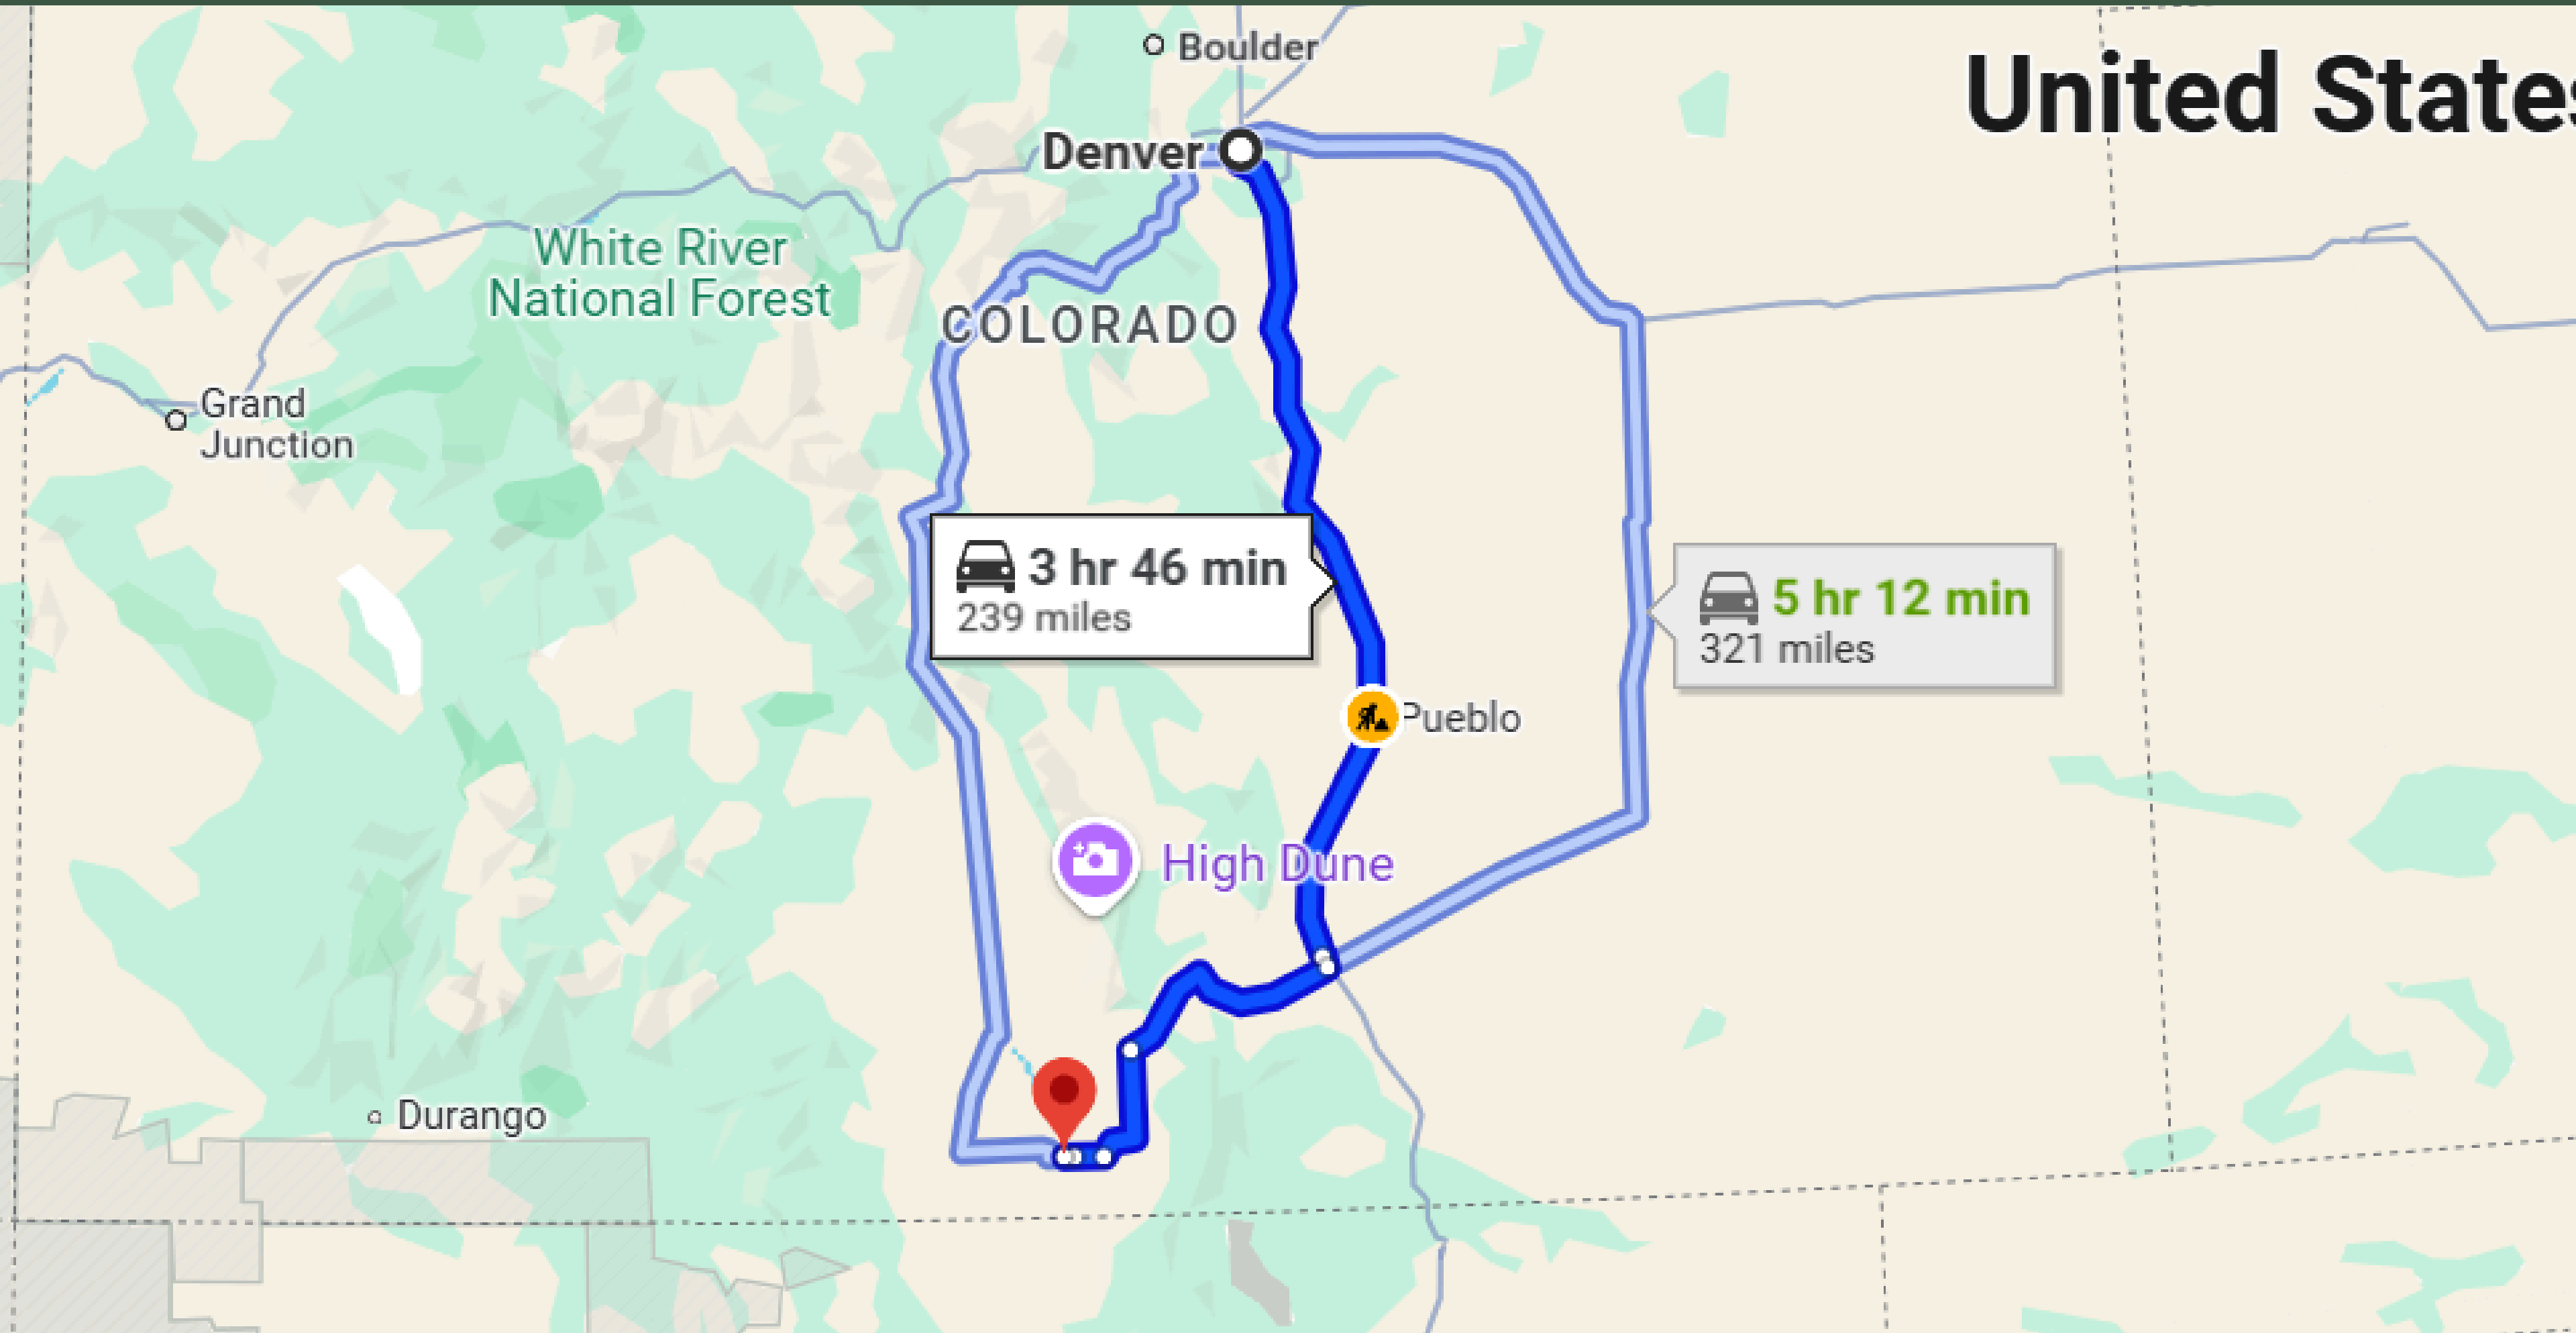 Boulder
United States
Denver
White River
National Forest
COLORADO
Grand
Junction
3 hr 46 min
239 miles
5 hr 12 min
321 miles
Pueblo
High Dune
Durango